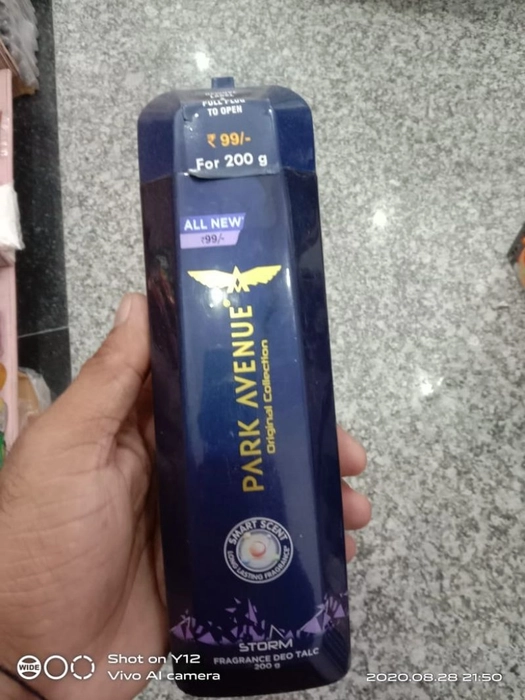 PULL PLUG
TO OPEN
₹ 99/-
For 200 g
ALL NEW*
₹99/-
PARK AVENUE
Original Collection
SMART SCENT
LONG LASTING FRAGRANCE
STORM
FRAGRANCE DEO TALC
200 g
WIDE
Shot on Y12
Vivo AI camera
2020.08.28 21:50